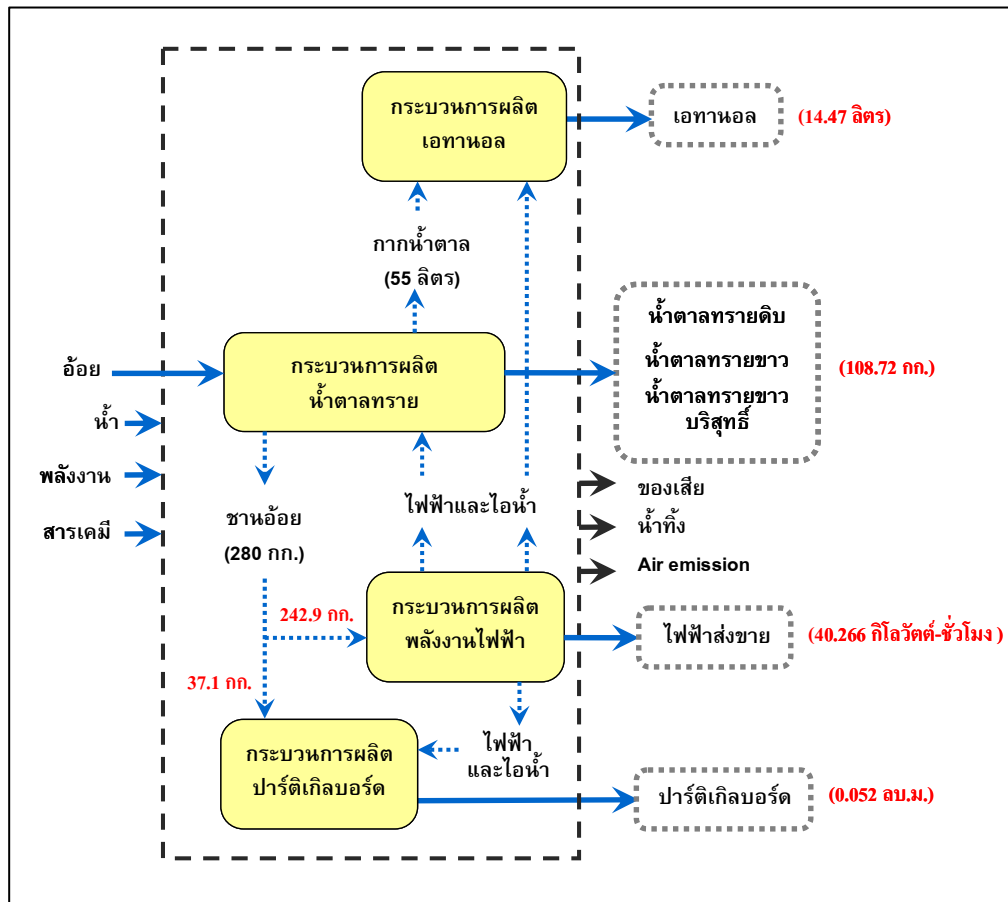 กระบวนการผลิต
เอทานอล
เอทานอล
(14.47 ลิตร)
กากน้ำตาล
(55 ลิตร)
น้ำตาลทรายดิบ
น้ำตาลทรายขาว
น้ำตาลทรายขาว
บริสุทธิ์
(108.72 กก.)
อ้อย
กระบวนการผลิต
น้ำตาลทราย
น้ำ
พลังงาน
สารเคมี
ชานอ้อย
(280 กก.)
ไฟฟ้าและไอน้ำ
ของเสีย
น้ำทิ้ง
Air emission
242.9 กก.
กระบวนการผลิต
พลังงานไฟฟ้า
ไฟฟ้าส่งขาย
(40.266 กิโลวัตต์-ชั่วโมง )
37.1 กก.
กระบวนการผลิต
ปาร์ติเกิลบอร์ด
ไฟฟ้า
และไอน้ำ
ปาร์ติเกิลบอร์ด
(0.052 ลบ.ม.)